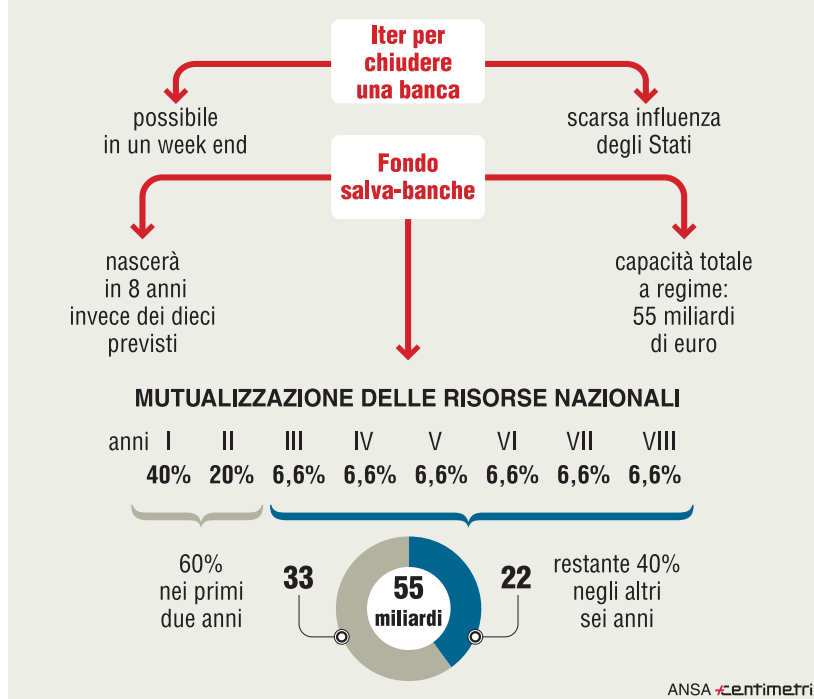 Iter per
chiudere
una banca
possibile
in un week end
scarsa influenza
degli Stati
Fondo
salva-banche
nascerà
in 8 anni
invece dei dieci
previsti
capacità totale
a regime:
55 miliardi
di euro
MUTUALIZZAZIONE DELLE RISORSE NAZIONALI
anni I II III IV V VI VII VIII
40% 20% 6,6% 6,6% 6,6% 6,6% 6,6% 6,6%
60%
nei primi
due anni
33
55
miliardi
22
restante 40%
negli altri
sei anni
ANSA centimetri